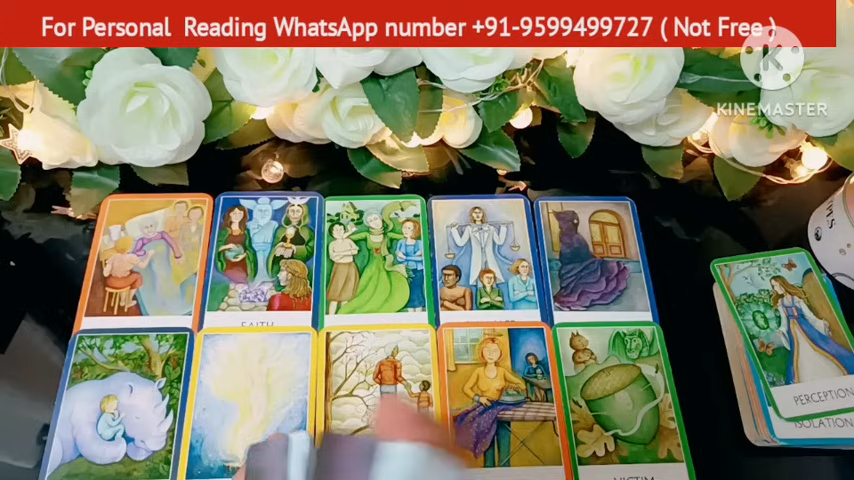 For Personal Reading WhatsApp number +91-9599499727 ( Not Free )
K
KINEMASTER
FAITH
PERCEPTION
ISOLATION
VICTIM